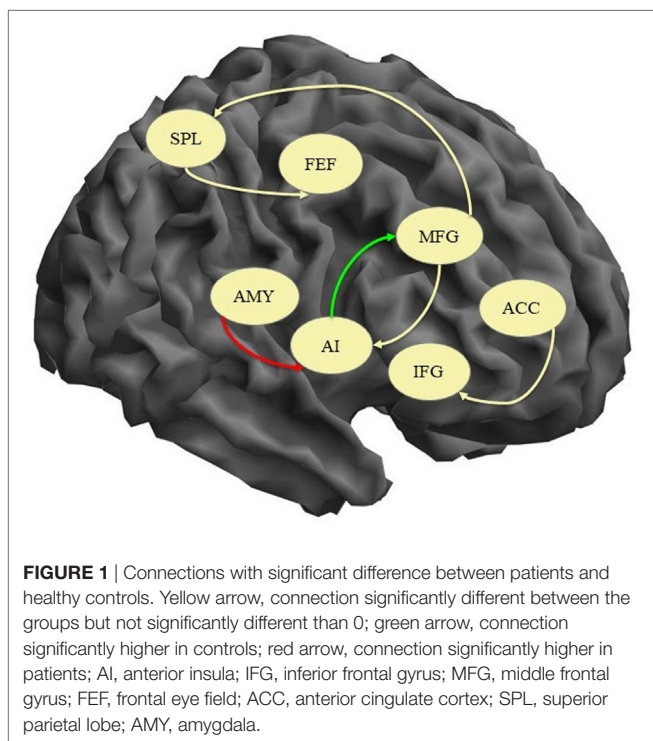 SPL
FEF
MFG
AMY
ACC
AI
IFG
FIGURE 1 | Connections with significant difference between patients and
healthy controls. Yellow arrow, connection significantly different between the
groups but not significantly different than 0; green arrow, connection
significantly higher in controls; red arrow, connection significantly higher in
patients; AI, anterior insula; IFG, inferior frontal gyrus; MFG, middle frontal
gyrus; FEF, frontal eye field; ACC, anterior cingulate cortex; SPL, superior
parietal lobe; AMY, amygdala.